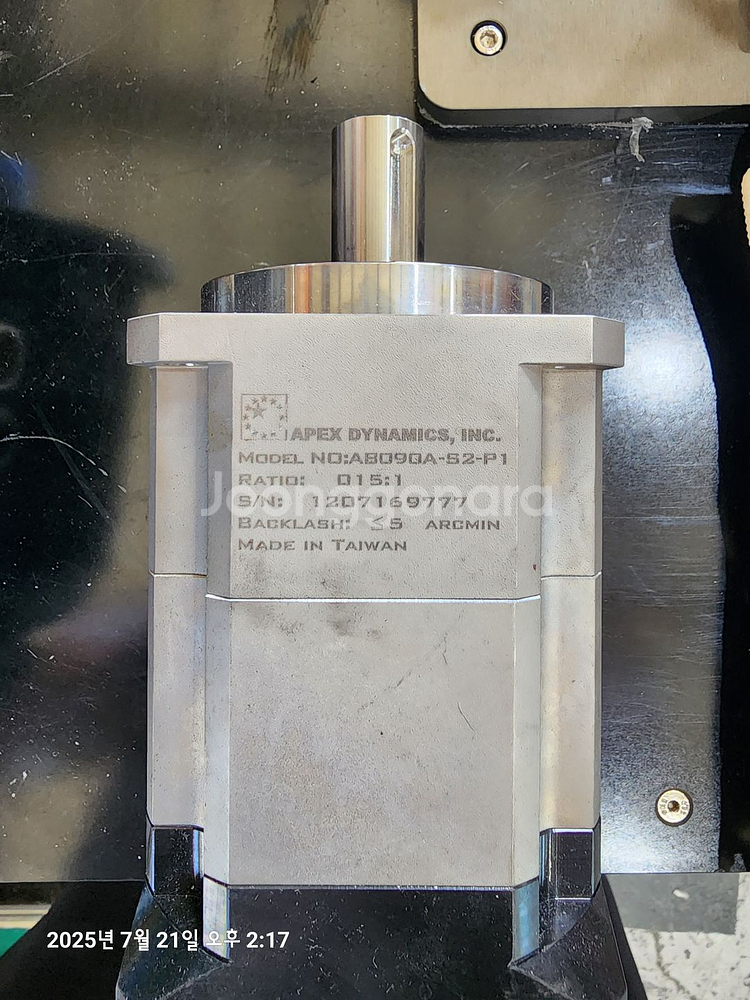 APEX DYNAMICS, INC.
MODEL NO:AB090A-S2-P1
RATIO: 015:1
S/N: 1207169777
BACKLASH: ≤5 ARCMIN
MADE IN TAIWAN
Joonggonara
2025년 7월 21일 오후 2:17